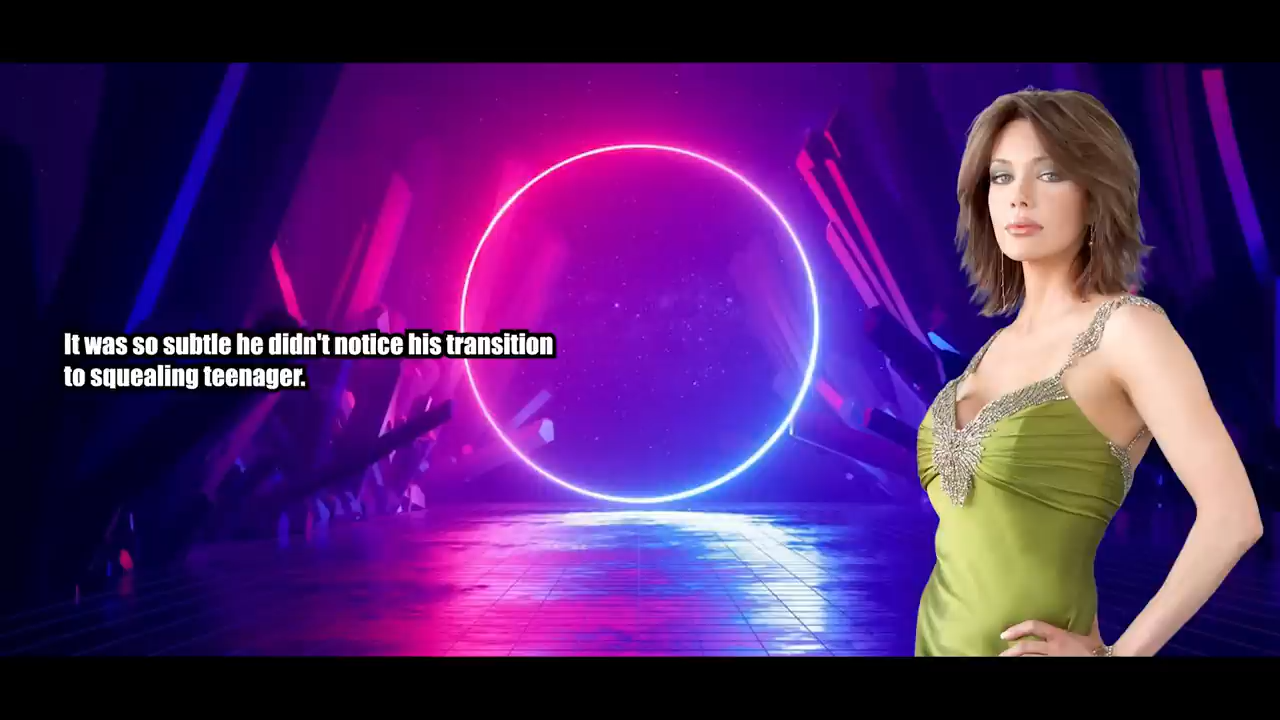 It was so subtle he didn't notice his transition
to squealing teenager.